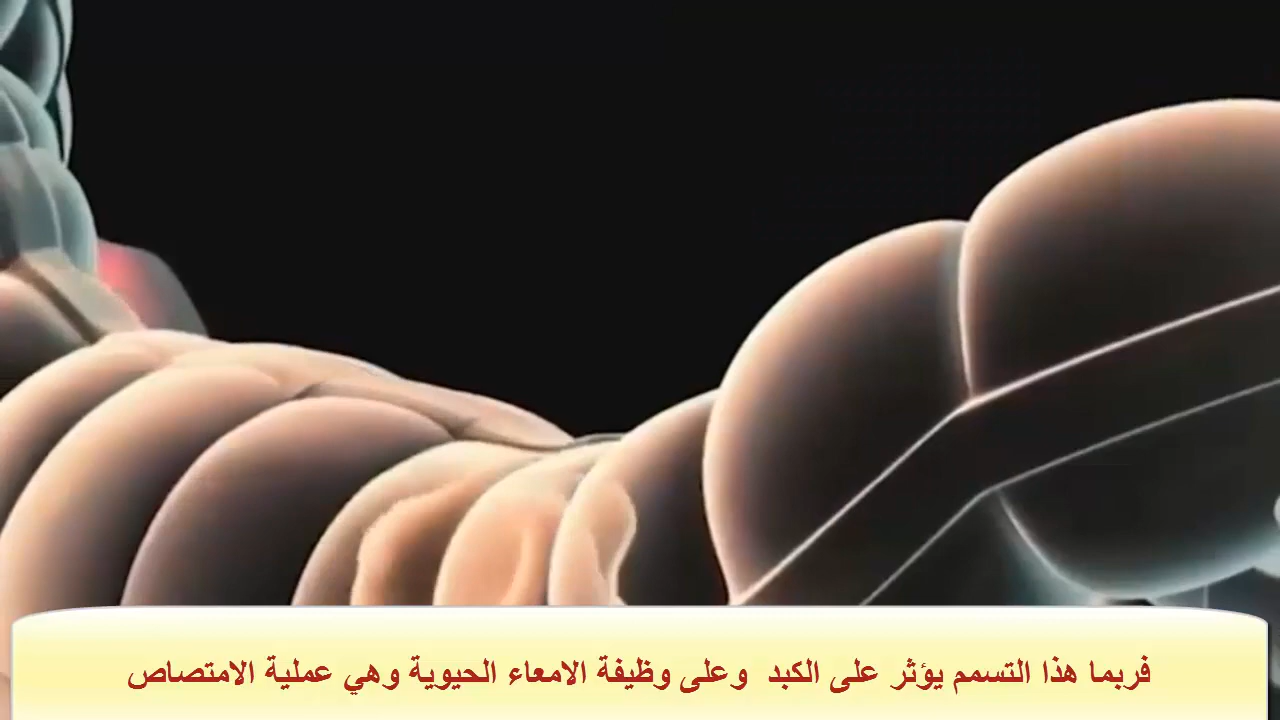 فربما هذا التسمم يؤثر على الكبد  وعلى وظيفة الامعاء الحيوية وهي عملية الامتصاص